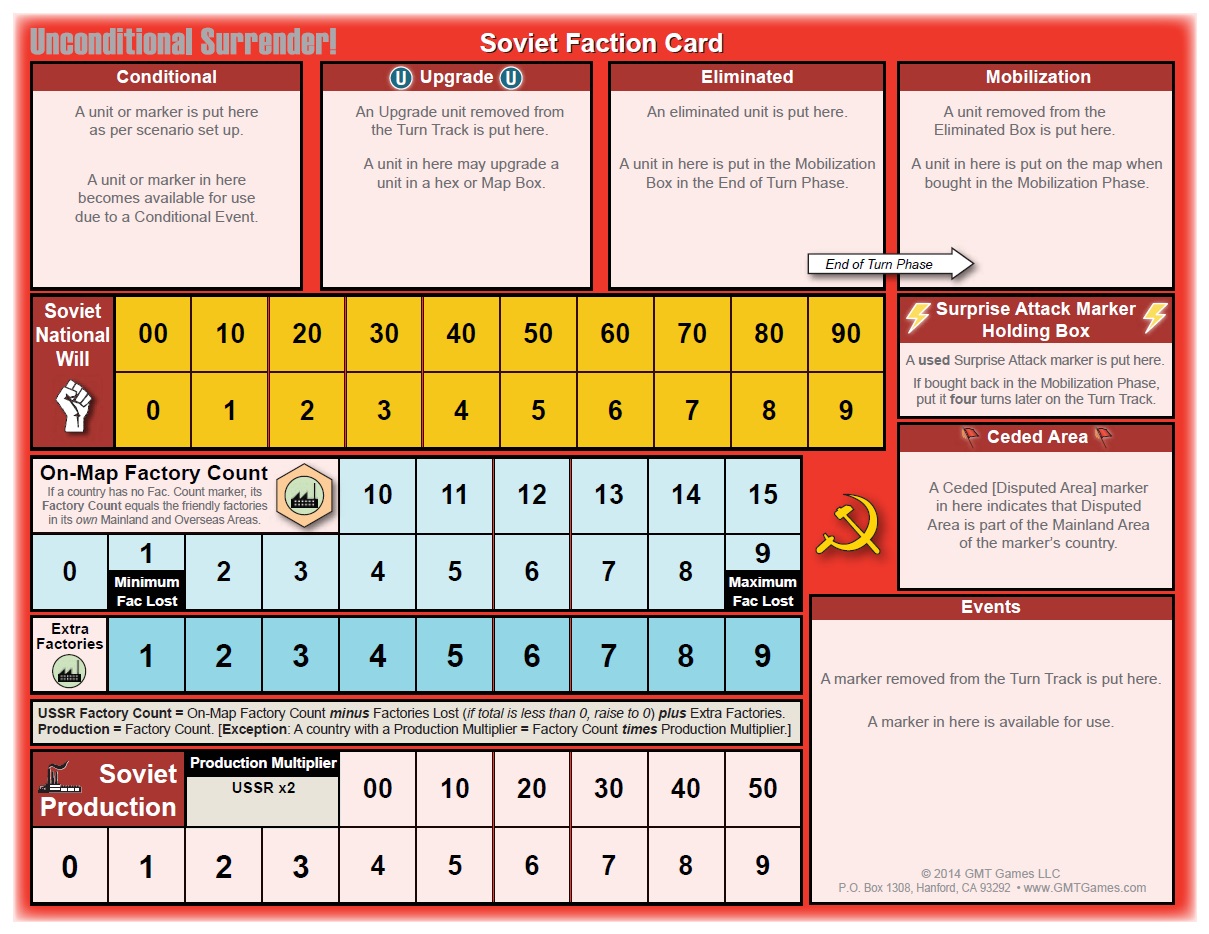 Unconditional Surrender!
Soviet Faction Card
Conditional
A unit or marker is put here
as per scenario set up.
A unit or marker in here
becomes available for use
due to a Conditional Event.
U Upgrade U
An Upgrade unit removed from
the Turn Track is put here.
A unit in here may upgrade a
unit in a hex or Map Box.
Eliminated
An eliminated unit is put here.
A unit in here is put in the Mobilization
Box in the End of Turn Phase.
End of Turn Phase
Mobilization
A unit removed from the
Eliminated Box is put here.
A unit in here is put on the map when
bought in the Mobilization Phase.
Soviet
National
Will
00 10 20 30 40 50 60 70 80 90
0 1 2 3 4 5 6 7 8 9
Surprise Attack Marker
Holding Box
A used Surprise Attack marker is put here.
If bought back in the Mobilization Phase,
put it four turns later on the Turn Track.
Ceded Area
A Ceded [Disputed Area] marker
in here indicates that Disputed
Area is part of the Mainland Area
of the marker's country.
On-Map Factory Count
If a country has no Fac. Count marker, its
Factory Count equals the friendly factories
in its own Mainland and Overseas Areas.
10 11 12 13 14 15
0 1 2 3 4 5 6 7 8 9
Minimum
Fac Lost
Maximum
Fac Lost
Extra
Factories
1 2 3 4 5 6 7 8 9
USSR Factory Count = On-Map Factory Count minus Factories Lost (if total is less than 0, raise to 0) plus Extra Factories.
Production = Factory Count. [Exception: A country with a Production Multiplier = Factory Count times Production Multiplier.]
Soviet
Production
Production Multiplier
USSR x2
00 10 20 30 40 50
0 1 2 3 4 5 6 7 8 9
Events
A marker removed from the Turn Track is put here.
A marker in here is available for use.
© 2014 GMT Games LLC
P.O. Box 1308, Hanford, CA 93292 • www.GMTGames.com